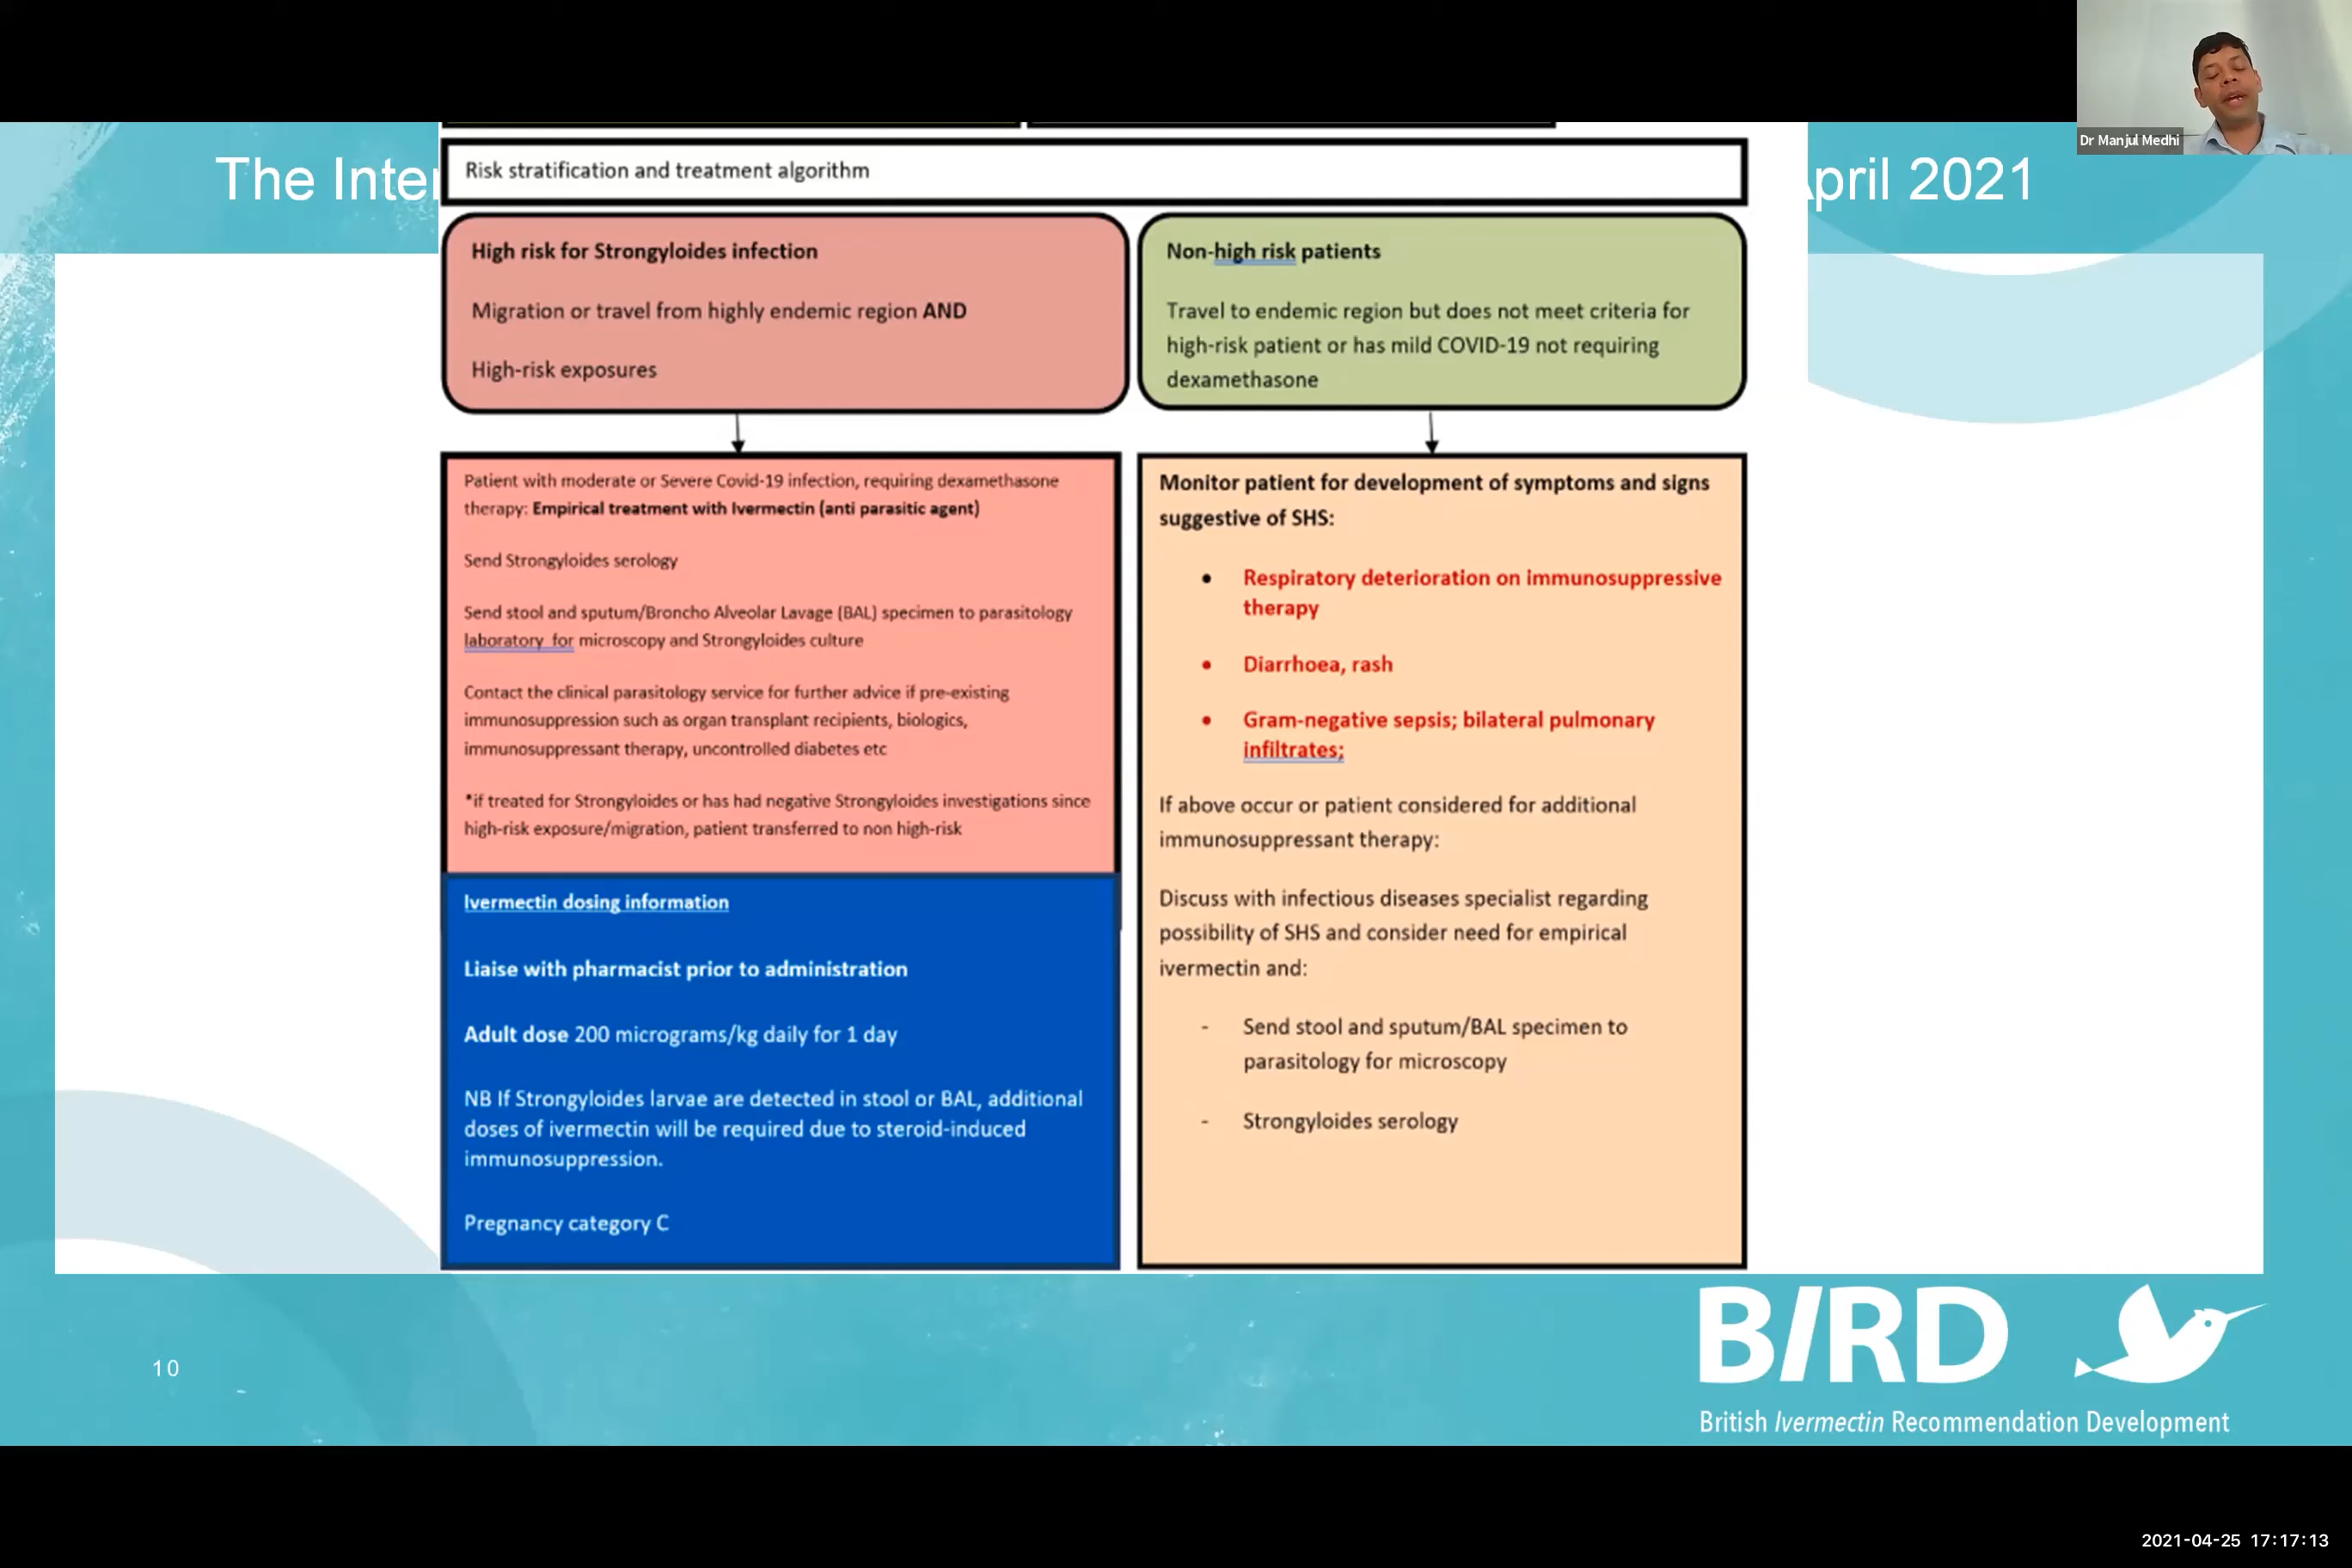 Dr Manjul Medhi
The Inter
April 2021
Risk stratification and treatment algorithm
High risk for Strongyloides infection
Migration or travel from highly endemic region AND
High-risk exposures
Non-high risk patients
Travel to endemic region but does not meet criteria for
high-risk patient or has mild COVID-19 not requiring
dexamethasone
Patient with moderate or Severe Covid-19 infection, requiring dexamethasone
therapy: Empirical treatment with Ivermectin (anti parasitic agent)
Send Strongyloides serology
Send stool and sputum/Broncho Alveolar Lavage (BAL) specimen to parasitology
laboratory for microscopy and Strongyloides culture
Contact the clinical parasitology service for further advice if pre-existing
immunosuppression such as organ transplant recipients, biologics,
immunosuppressant therapy, uncontrolled diabetes etc
*if treated for Strongyloides or has had negative Strongyloides investigations since
high-risk exposure/migration, patient transferred to non high-risk
Ivermectin dosing information
Liaise with pharmacist prior to administration
Adult dose 200 micrograms/kg daily for 1 day
NB If Strongyloides larvae are detected in stool or BAL, additional
doses of ivermectin will be required due to steroid-induced
immunosuppression.
Pregnancy category C
Monitor patient for development of symptoms and signs
suggestive of SHS:
• Respiratory deterioration on immunosuppressive
therapy
• Diarrhoea, rash
• Gram-negative sepsis; bilateral pulmonary
infiltrates;
If above occur or patient considered for additional
immunosuppressant therapy:
Discuss with infectious diseases specialist regarding
possibility of SHS and consider need for empirical
ivermectin and:
- Send stool and sputum/BAL specimen to
parasitology for microscopy
- Strongyloides serology
10
BIRD
British Ivermectin Recommendation Development
2021-04-25 17:17:13